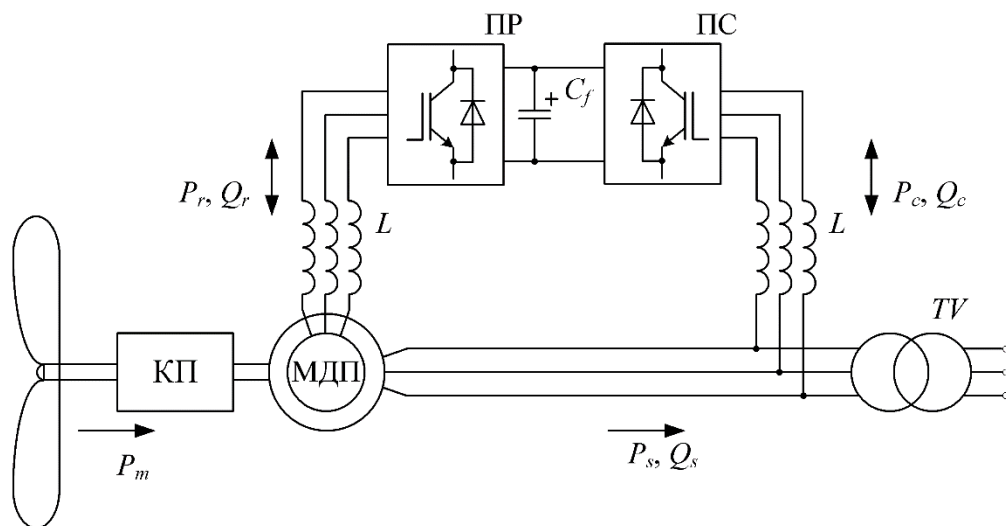 ПР
ПС
+
C_f
P_r, Q_r
L
P_c, Q_c
L
TV
КП
МДП
P_m
P_s, Q_s